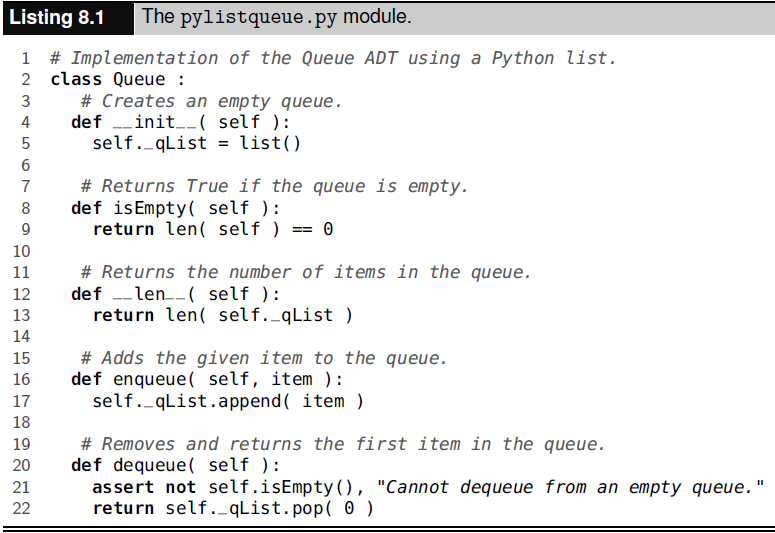 Listing 8.1 The pylistqueue.py module.
1 # Implementation of the Queue ADT using a Python list.
2 class Queue :
3 # Creates an empty queue.
4 def __init__( self ):
5 self._qList = list()
6
7 # Returns True if the queue is empty.
8 def isEmpty( self ):
9 return len( self ) == 0
10
11 # Returns the number of items in the queue.
12 def __len__( self ):
13 return len( self._qList )
14
15 # Adds the given item to the queue.
16 def enqueue( self, item ):
17 self._qList.append( item )
18
19 # Removes and returns the first item in the queue.
20 def dequeue( self ):
21 assert not self.isEmpty(), "Cannot dequeue from an empty queue."
22 return self._qList.pop( 0 )